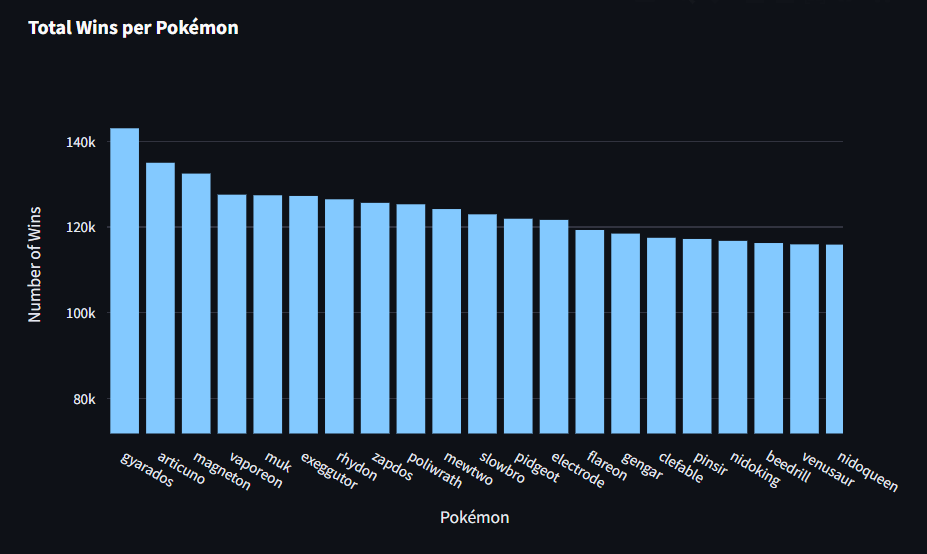 Total Wins per Pokémon
Number of Wins
140k
120k
100k
80k
gyarados
articuno
magneton
vaporeon
muk
exeggutor
rhydon
zapdos
poliwrath
mewtwo
slowbro
pidgeot
electrode
flareon
gengar
clefable
pinsir
nidoking
beedrill
venusaur
nidoqueen
Pokémon